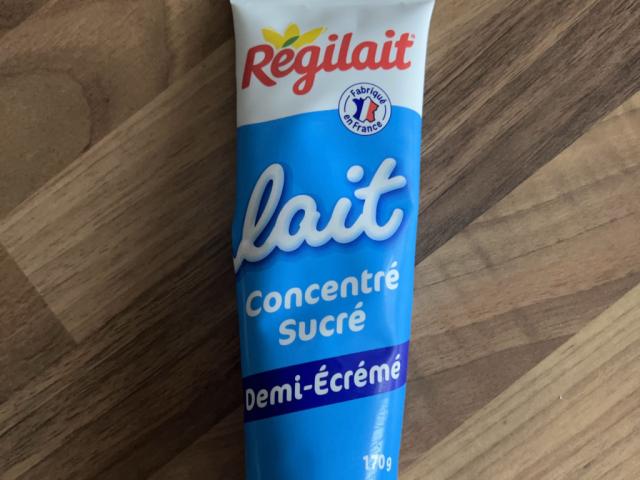 Régilait
Fabriqué
en France
lait
Concentré
Sucré
Demi-Écrémé
170g